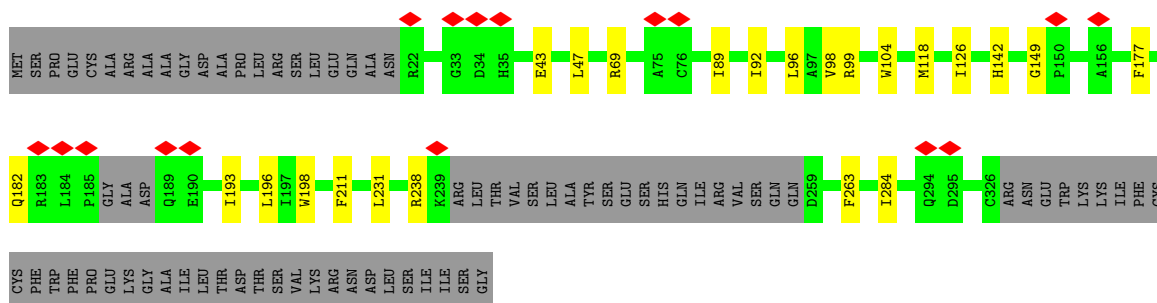 MET SER PRO GLU CYS ALA ARG ALA ALA GLY ASP ALA PRO LEU ARG SER LEU GLU GLN ALA ASN R22 G33 D34 H35 E43 L47 R69 A75 C76 I89 I92 L96 A97 V98 R99 W104 M118 I126 H142 G149 P150 A156 F177
Q182 R183 L184 P185 GLY ALA ASP Q189 E190 I193 L196 I197 W198 F211 L231 R238 K239 ARG LEU THR VAL SER LEU ALA TYR SER GLU SER HIS GLN ILE ARG VAL SER GLN GLN D259 F263 I284 Q294 D295 C326 ARG ASN GLU TRP LYS LYS ILE PHE CYS
CYS PHE TRP PHE PRO GLU LYS GLY ALA ILE LEU THR ASP THR SER VAL LYS ARG ASN ASP LEU SER ILE ILE SER GLY